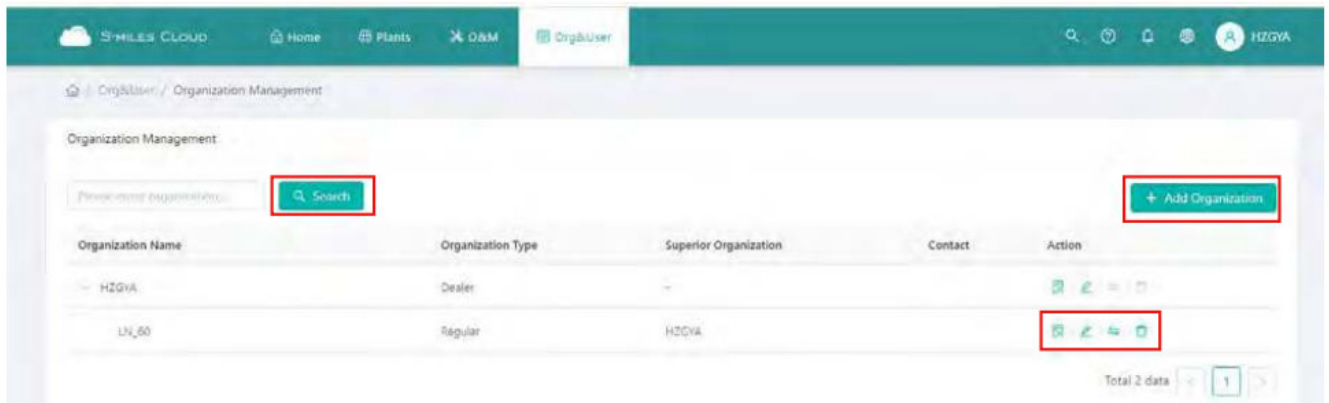 S-MILES CLOUD Home Plants O&M Org&User HZGYA
/ Org&User / Organization Management
Organization Management
Search + Add Organization
Organization Name Organization Type Superior Organization Contact Action
HZGYA Dealer -
LN_60 Regular HZGYA
Total 2 data < 1 >